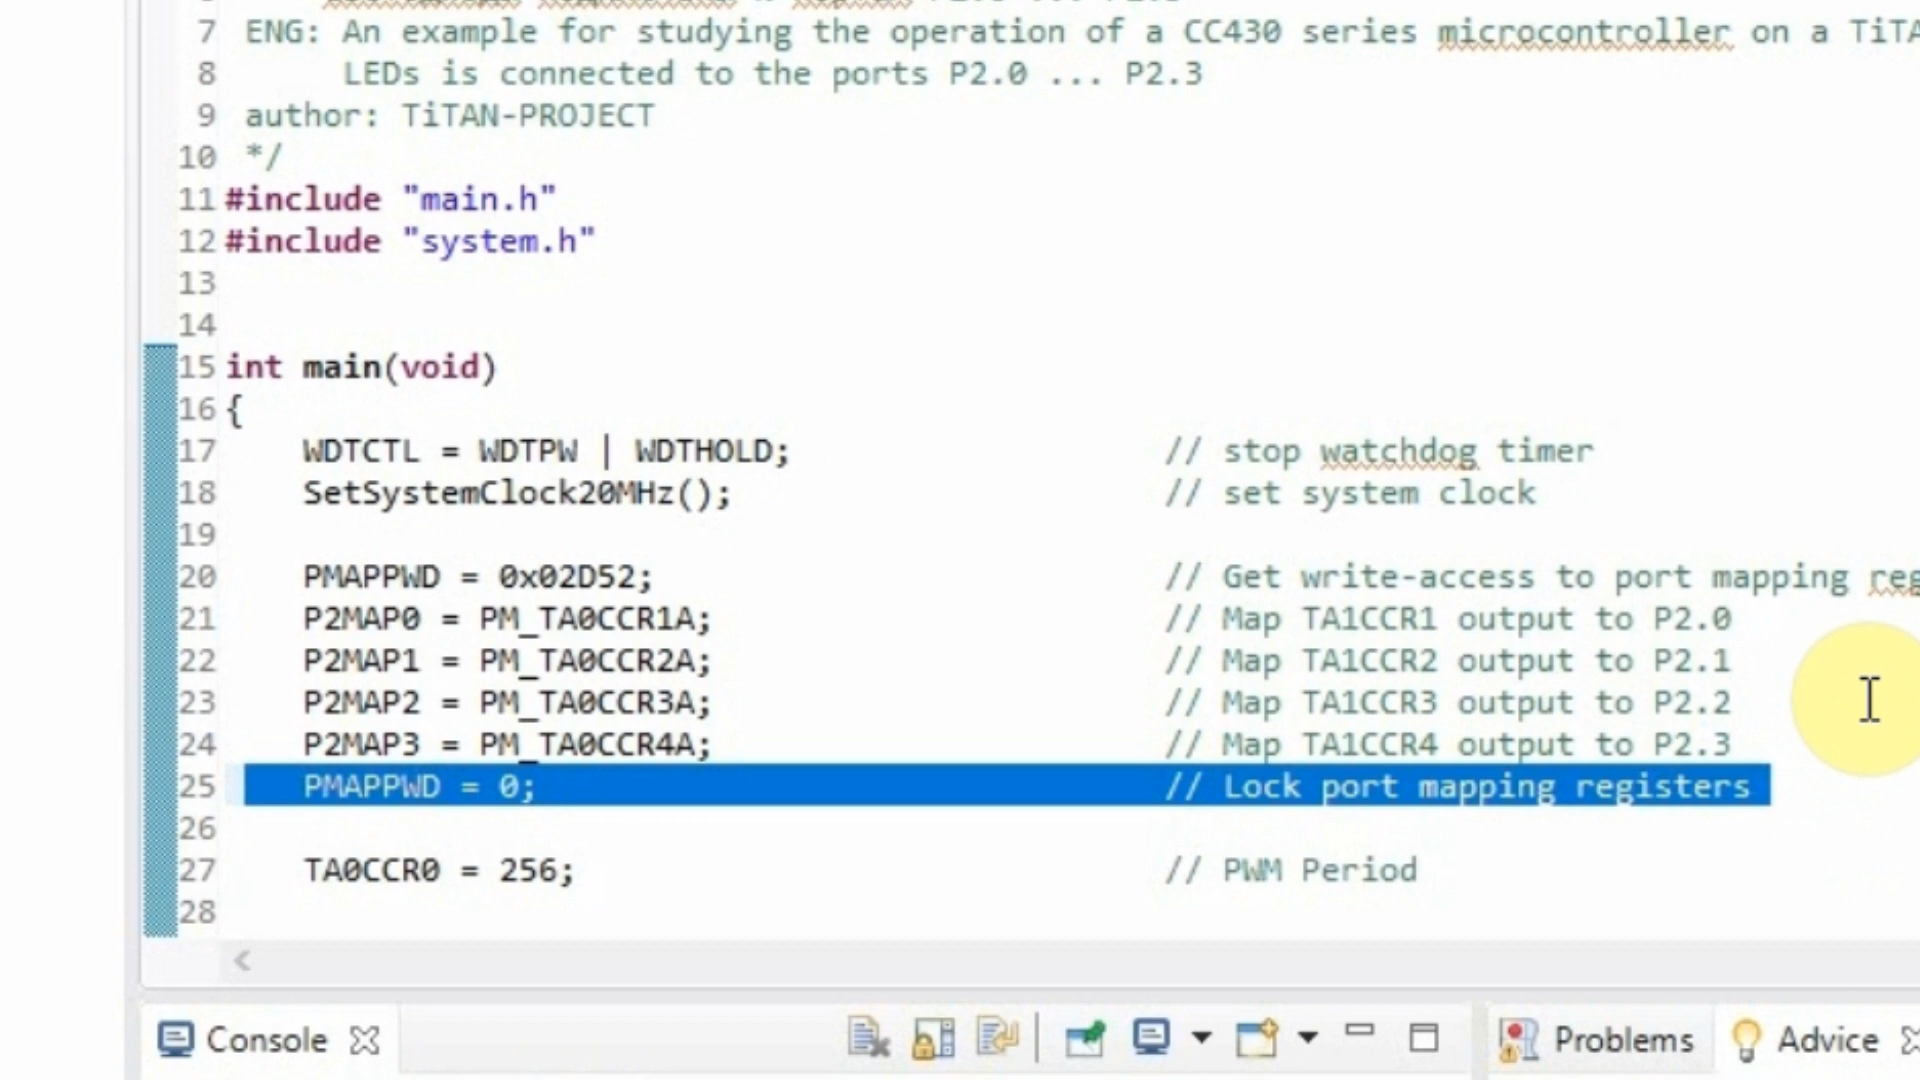 7 ENG: An example for studying the operation of a CC430 series microcontroller on a TiTA
8 LEDs is connected to the ports P2.0 ... P2.3
9 author: TiTAN-PROJECT
10 */
11 #include "main.h"
12 #include "system.h"
13
14
15 int main(void)
16 {
17 WDTCTL = WDTPW | WDTHOLD; // stop watchdog timer
18 SetSystemClock20MHz(); // set system clock
19
20 PMAPPWD = 0x02D52; // Get write-access to port mapping reg
21 P2MAP0 = PM_TA0CCR1A; // Map TA1CCR1 output to P2.0
22 P2MAP1 = PM_TA0CCR2A; // Map TA1CCR2 output to P2.1
23 P2MAP2 = PM_TA0CCR3A; // Map TA1CCR3 output to P2.2
24 P2MAP3 = PM_TA0CCR4A; // Map TA1CCR4 output to P2.3
25 PMAPPWD = 0; // Lock port mapping registers
26
27 TA0CCR0 = 256; // PWM Period
28
Console Problems Advice